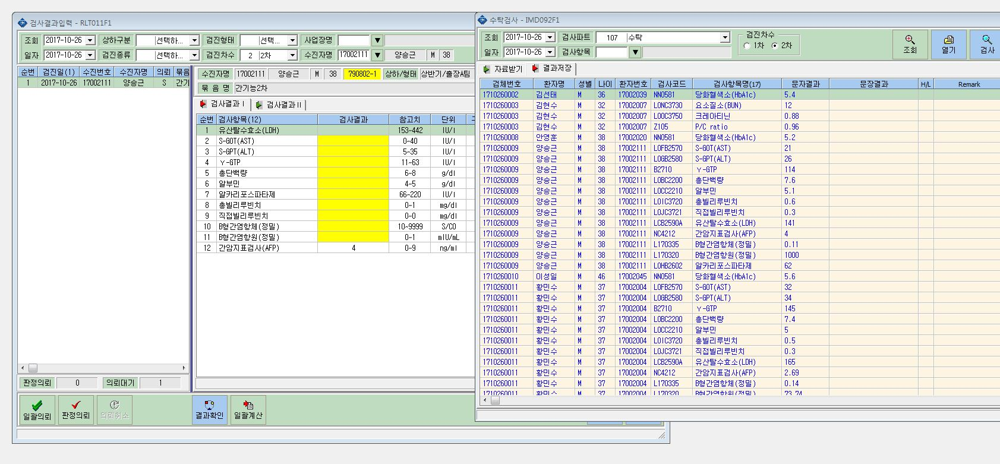 검사결과입력 - RLT011F1
조회 2017-10-26 상하구분 선택하... 검진형태 선택... 사업장명
일자 2017-10-26 검진종류 선택하... 검진차수 2 2차 수진자명 17002111 양승근 M 38
순번 검진일(1) 수진번호 수진자명 의뢰 묶음
1 2017-10-26 17002111 양승근 S 간기
수진자명 17002111 양승근 M 38 790802-1 상하/형태 상반기/출장A팀
묶 음 명 간기능2차
검사결과 I 검사결과 II
순번 검사항목(12) 검사결과 참고치 단위
1 유산탈수효소(LDH) 153~442 IU/l
2 S-GOT(AST) 0~40 IU/l
3 S-GPT(ALT) 5~35 IU/l
4 Υ-GTP 11~63 IU/l
5 총단백량 6~8 g/dl
6 알부민 4~5 g/dl
7 알카리포스파타제 66~220 IU/l
8 총빌리루빈치 0~1 mg/dl
9 직접빌리루빈치 0~0 mg/dl
10 B형간염항체(정밀) 10~9999 S/CO
11 B형간염항원(정밀) 0~1 mIU/mL
12 간암지표검사(AFP) 4 0~9 ng/ml
판정의뢰 0 의뢰대기 1
일괄의뢰 판정의뢰 의뢰취소 결과확인 일괄계산
수탁검사 - IMD092F1
조회 2017-10-26 검사파트 107 수탁 검진차수 1차 2차
일자 2017-10-26 검사항목
조회 열기 검사
자료받기 결과저장
검체번호 환자명 성별 나이 환자번호 검사코드 검사항목명(17) 문자결과 문장결과 H/L Remark
1710260002 김선태 M 36 17002039 NN0581 당화혈색소(HbA1c) 5.4
1710260003 김현수 M 32 17002007 L0NC3730 요소질소(BUN) 12
1710260003 김현수 M 32 17002007 L0OC3750 크레아티닌 0.88
1710260003 김현수 M 32 17002007 Z105 P/C ratio 0.96
1710260008 안영훈 M 38 17002020 NN0581 당화혈색소(HbA1c) 5.2
1710260009 양승근 M 38 17002111 L0FB2570 S-GOT(AST) 21
1710260009 양승근 M 38 17002111 L0GB2580 S-GPT(ALT) 26
1710260009 양승근 M 38 17002111 B2710 Υ-GTP 114
1710260009 양승근 M 38 17002111 L0BC2200 총단백량 7.6
1710260009 양승근 M 38 17002111 L0CC2210 알부민 5.1
1710260009 양승근 M 38 17002111 L0IC3720 총빌리루빈치 0.6
1710260009 양승근 M 38 17002111 L0JC3721 직접빌리루빈치 0.3
1710260009 양승근 M 38 17002111 LCB2590A 유산탈수효소(LDH) 141
1710260009 양승근 M 38 17002111 NC4212 간암지표검사(AFP) 4
1710260009 양승근 M 38 17002111 L170335 B형간염항체(정밀) 0.11
1710260009 양승근 M 38 17002111 L170320 B형간염항원(정밀) 1000
1710260009 양승근 M 38 17002111 L0HB2602 알카리포스파타제 62
1710260010 이성일 M 46 17002045 NN0581 당화혈색소(HbA1c) 5.6
1710260011 황민수 M 37 17002004 L0FB2570 S-GOT(AST) 32
1710260011 황민수 M 37 17002004 L0GB2580 S-GPT(ALT) 34
1710260011 황민수 M 37 17002004 B2710 Υ-GTP 145
1710260011 황민수 M 37 17002004 L0BC2200 총단백량 7.4
1710260011 황민수 M 37 17002004 L0CC2210 알부민 5
1710260011 황민수 M 37 17002004 L0IC3720 총빌리루빈치 0.5
1710260011 황민수 M 37 17002004 L0JC3721 직접빌리루빈치 0.3
1710260011 황민수 M 37 17002004 LCB2590A 유산탈수효소(LDH) 165
1710260011 황민수 M 37 17002004 NC4212 간암지표검사(AFP) 2.69
1710260011 황민수 M 37 17002004 L170335 B형간염항체(정밀) 0.14
1710260011 황민수 M 37 17002004 L170320 B형간염항원(정밀) 73.74